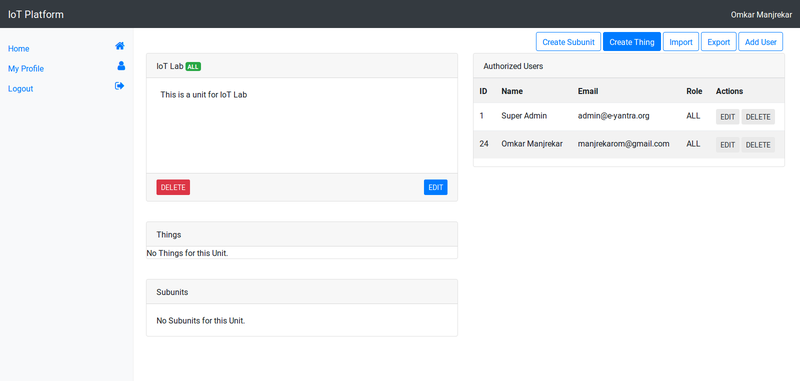 IoT Platform
Omkar Manjrekar
Home
My Profile
Logout
Create Subunit
Create Thing
Import
Export
Add User
IoT Lab ALL
This is a unit for IoT Lab
DELETE
EDIT
Things
No Things for this Unit.
Subunits
No Subunits for this Unit.
Authorized Users
ID Name Email Role Actions
1 Super Admin admin@e-yantra.org ALL EDIT DELETE
24 Omkar Manjrekar manjrekarom@gmail.com ALL EDIT DELETE